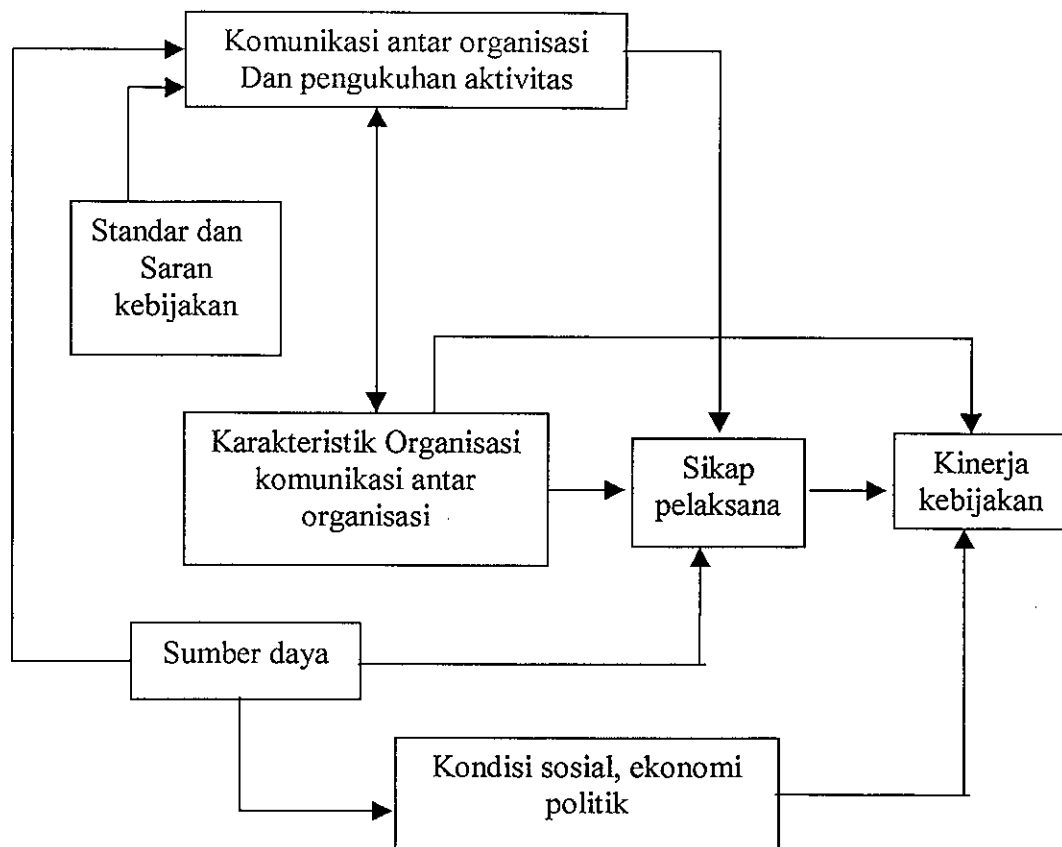 Komunikasi antar organisasi
Dan pengukuhan aktivitas
Standar dan
Saran
kebijakan
Karakteristik Organisasi
komunikasi antar
organisasi
Sikap
pelaksana
Kinerja
kebijakan
Sumber daya
Kondisi sosial, ekonomi
politik